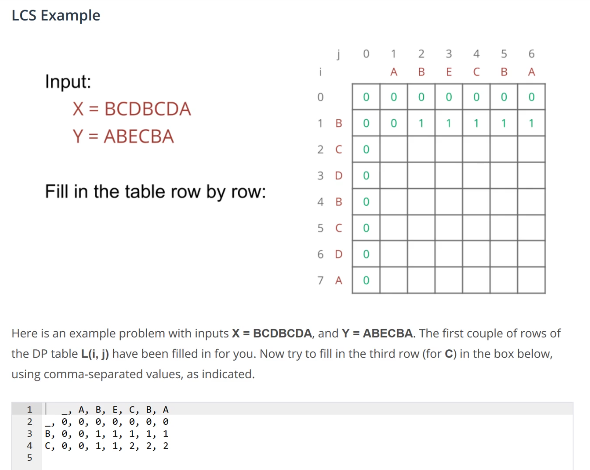 LCS Example
j 0 1 2 3 4 5 6
i A B E C B A
0 0 0 0 0 0 0 0
1 B 0 0 1 1 1 1 1
2 C 0
3 D 0
4 B 0
5 C 0
6 D 0
7 A 0
Input:
X = BCDBCDA
Y = ABECBA
Fill in the table row by row:
Here is an example problem with inputs X = BCDBCDA, and Y = ABECBA. The first couple of rows of
the DP table L(i, j) have been filled in for you. Now try to fill in the third row (for C) in the box below,
using comma-separated values, as indicated.
1 _, A, B, E, C, B, A
2 _, 0, 0, 0, 0, 0, 0, 0
3 B, 0, 0, 1, 1, 1, 1, 1
4 C, 0, 0, 1, 1, 2, 2, 2
5